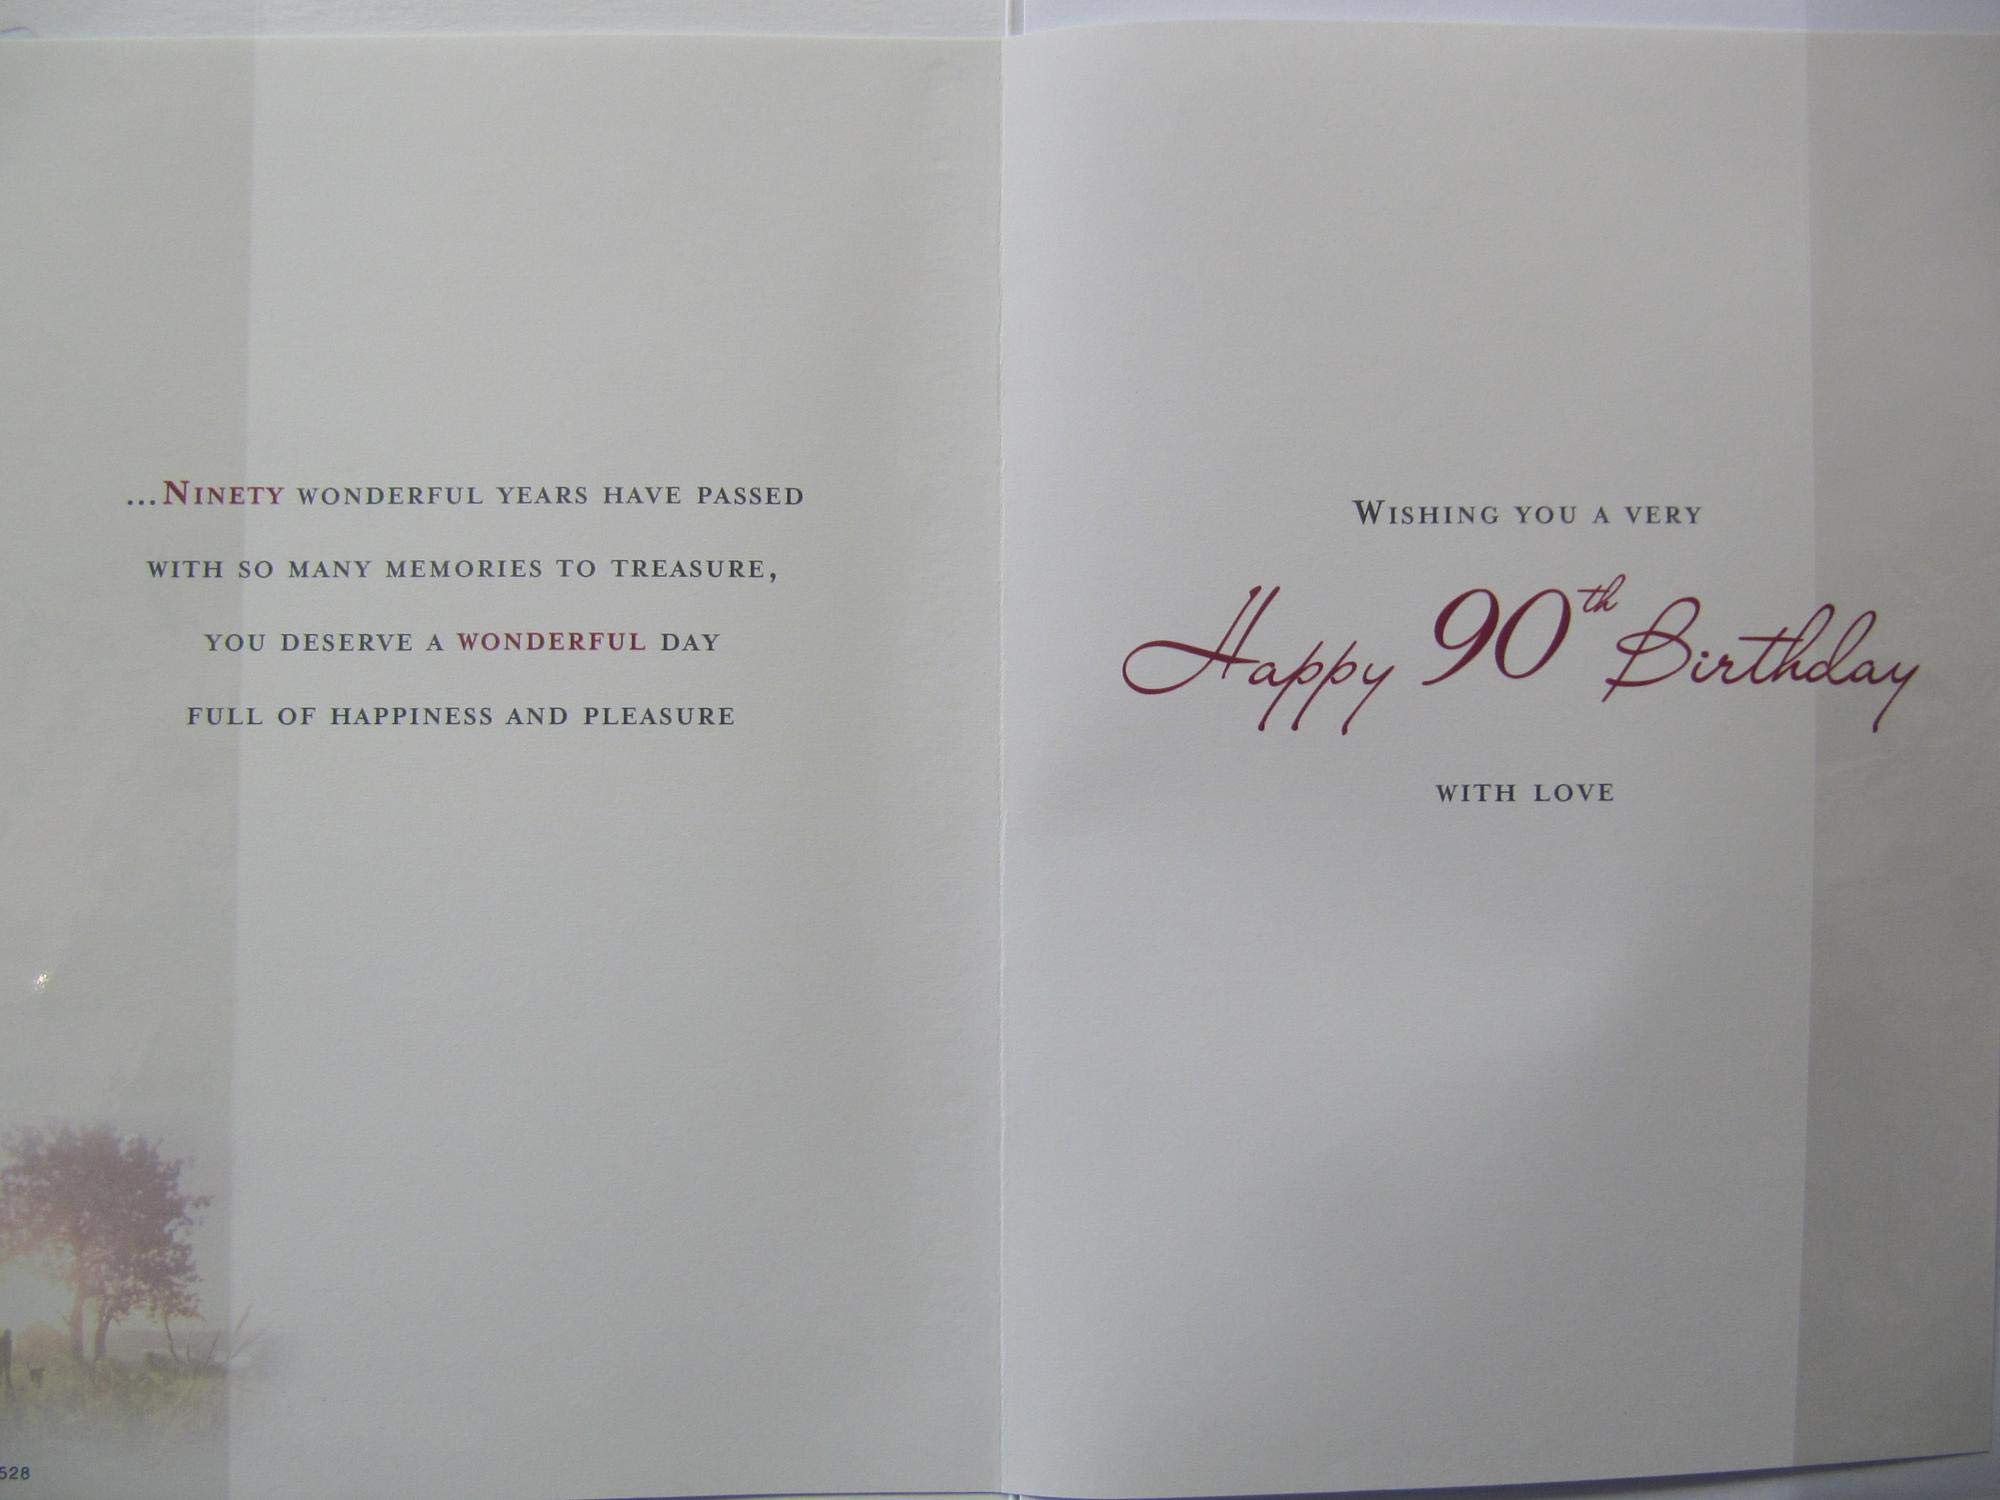 ...Ninety wonderful years have passed
with so many memories to treasure,
you deserve a wonderful day
full of happiness and pleasure
528
Wishing you a very
Happy 90th Birthday
with love